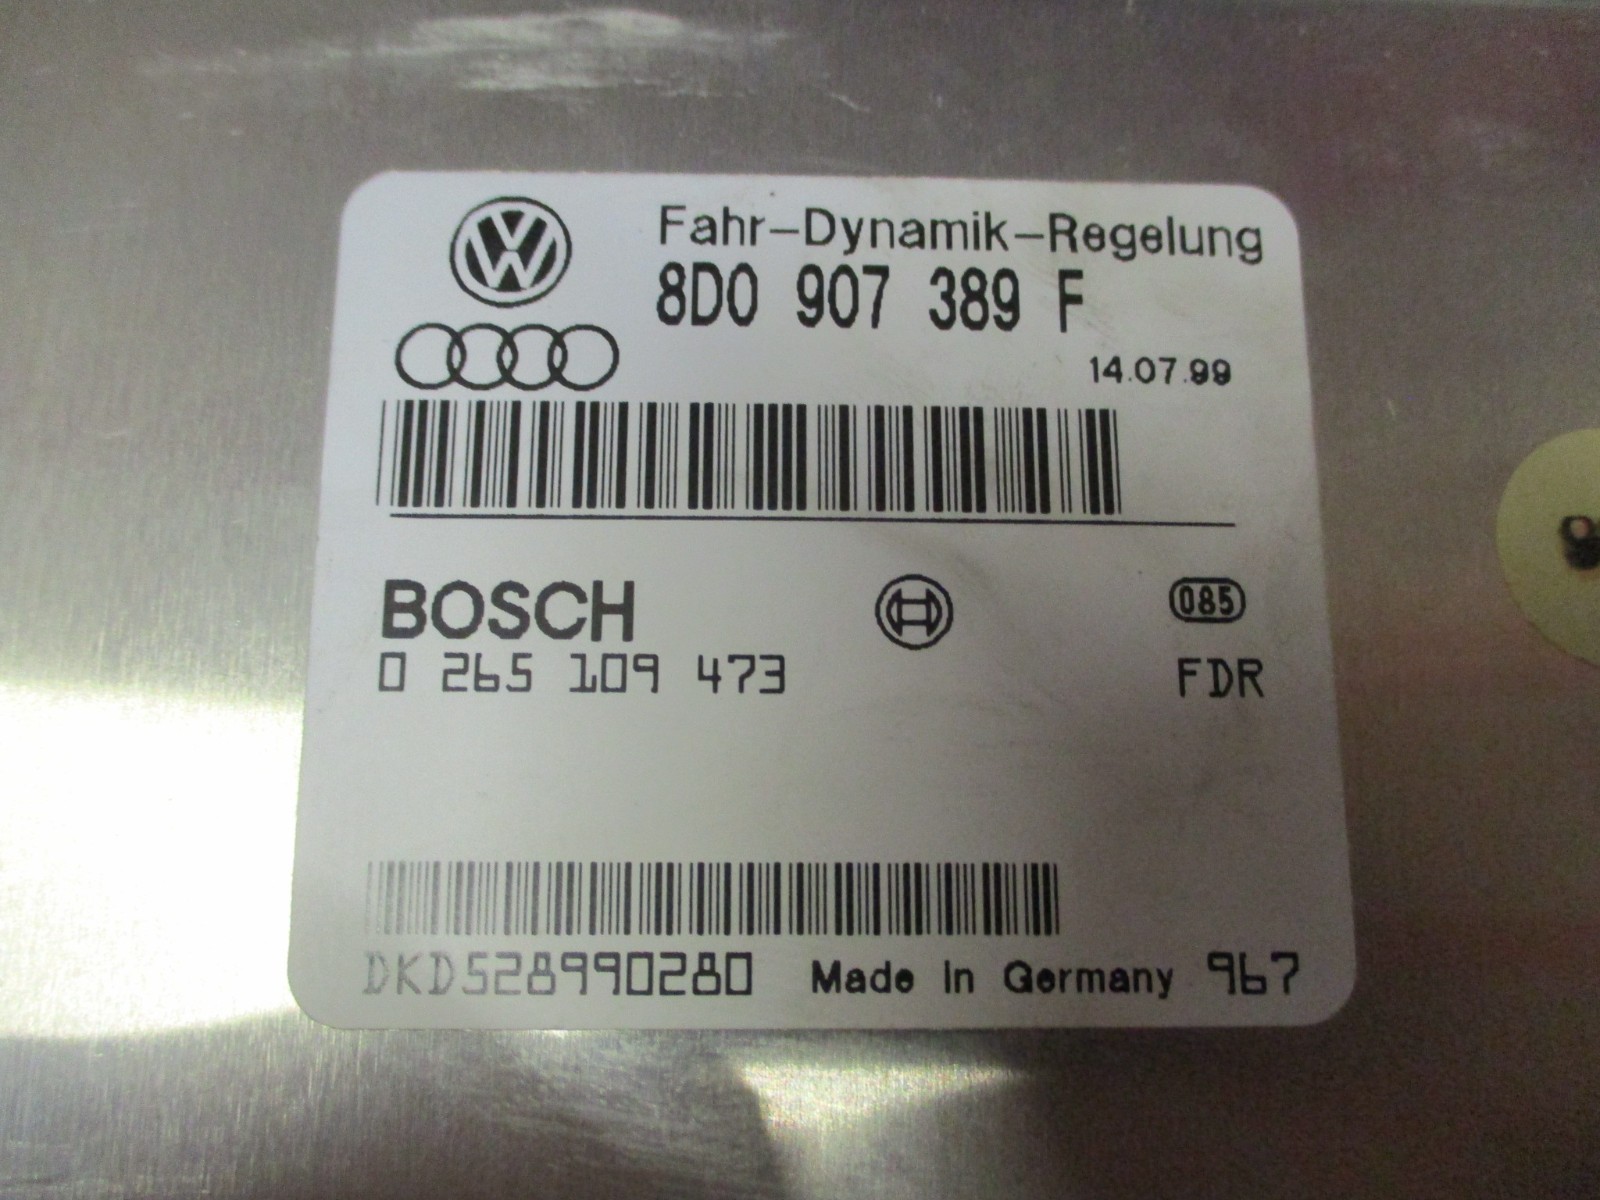 Fahr-Dynamik-Regelung
8D0 907 389 F
14.07.99
BOSCH
085
0 265 109 473
FDR
DKD528990280 Made in Germany 967